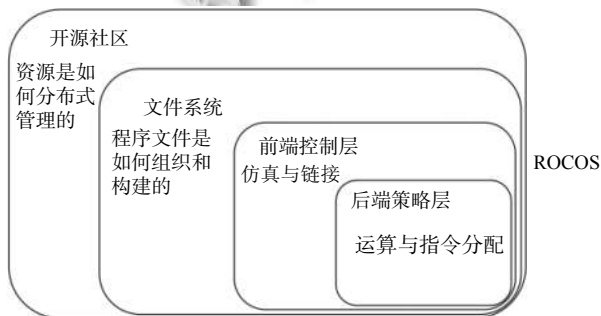 开源社区
资源是如
何分布式
管理的
文件系统
程序文件是
如何组织和
构建的
前端控制层
仿真与链接
后端策略层
运算与指令分配
ROCOS